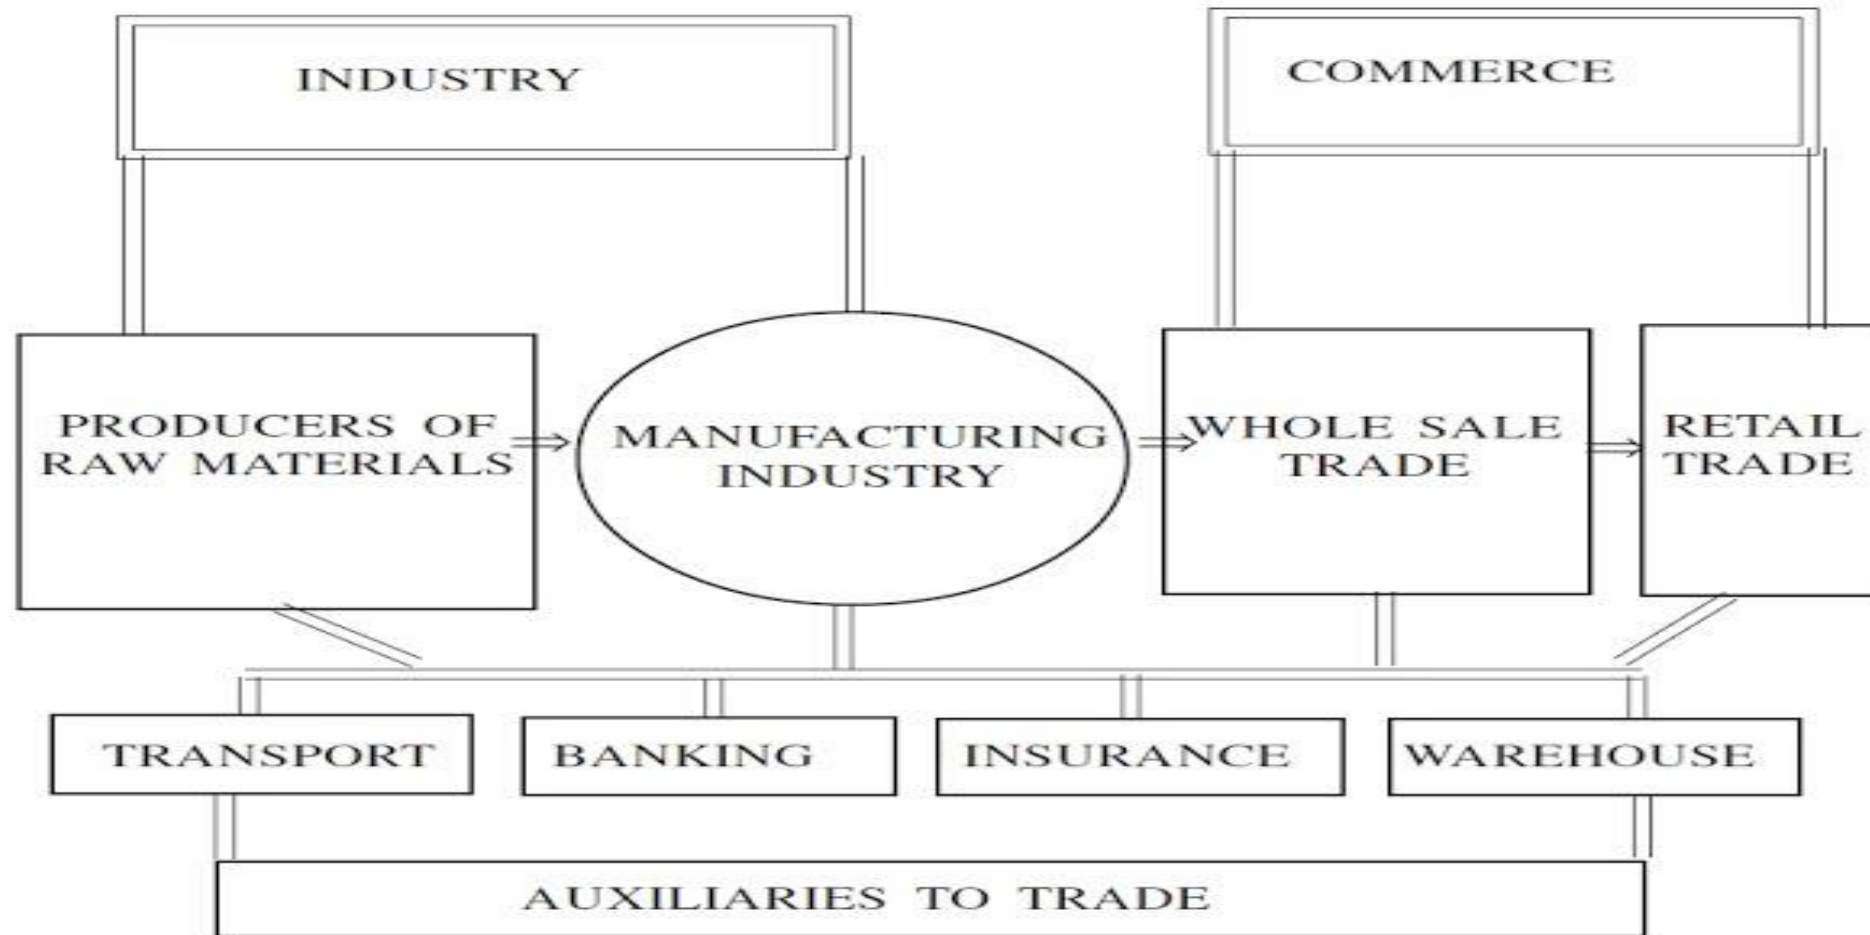 INDUSTRY
COMMERCE
PRODUCERS OF
RAW MATERIALS
MANUFACTURING
INDUSTRY
WHOLE SALE
TRADE
RETAIL
TRADE
TRANSPORT
BANKING
INSURANCE
WAREHOUSE
AUXILIARIES TO TRADE